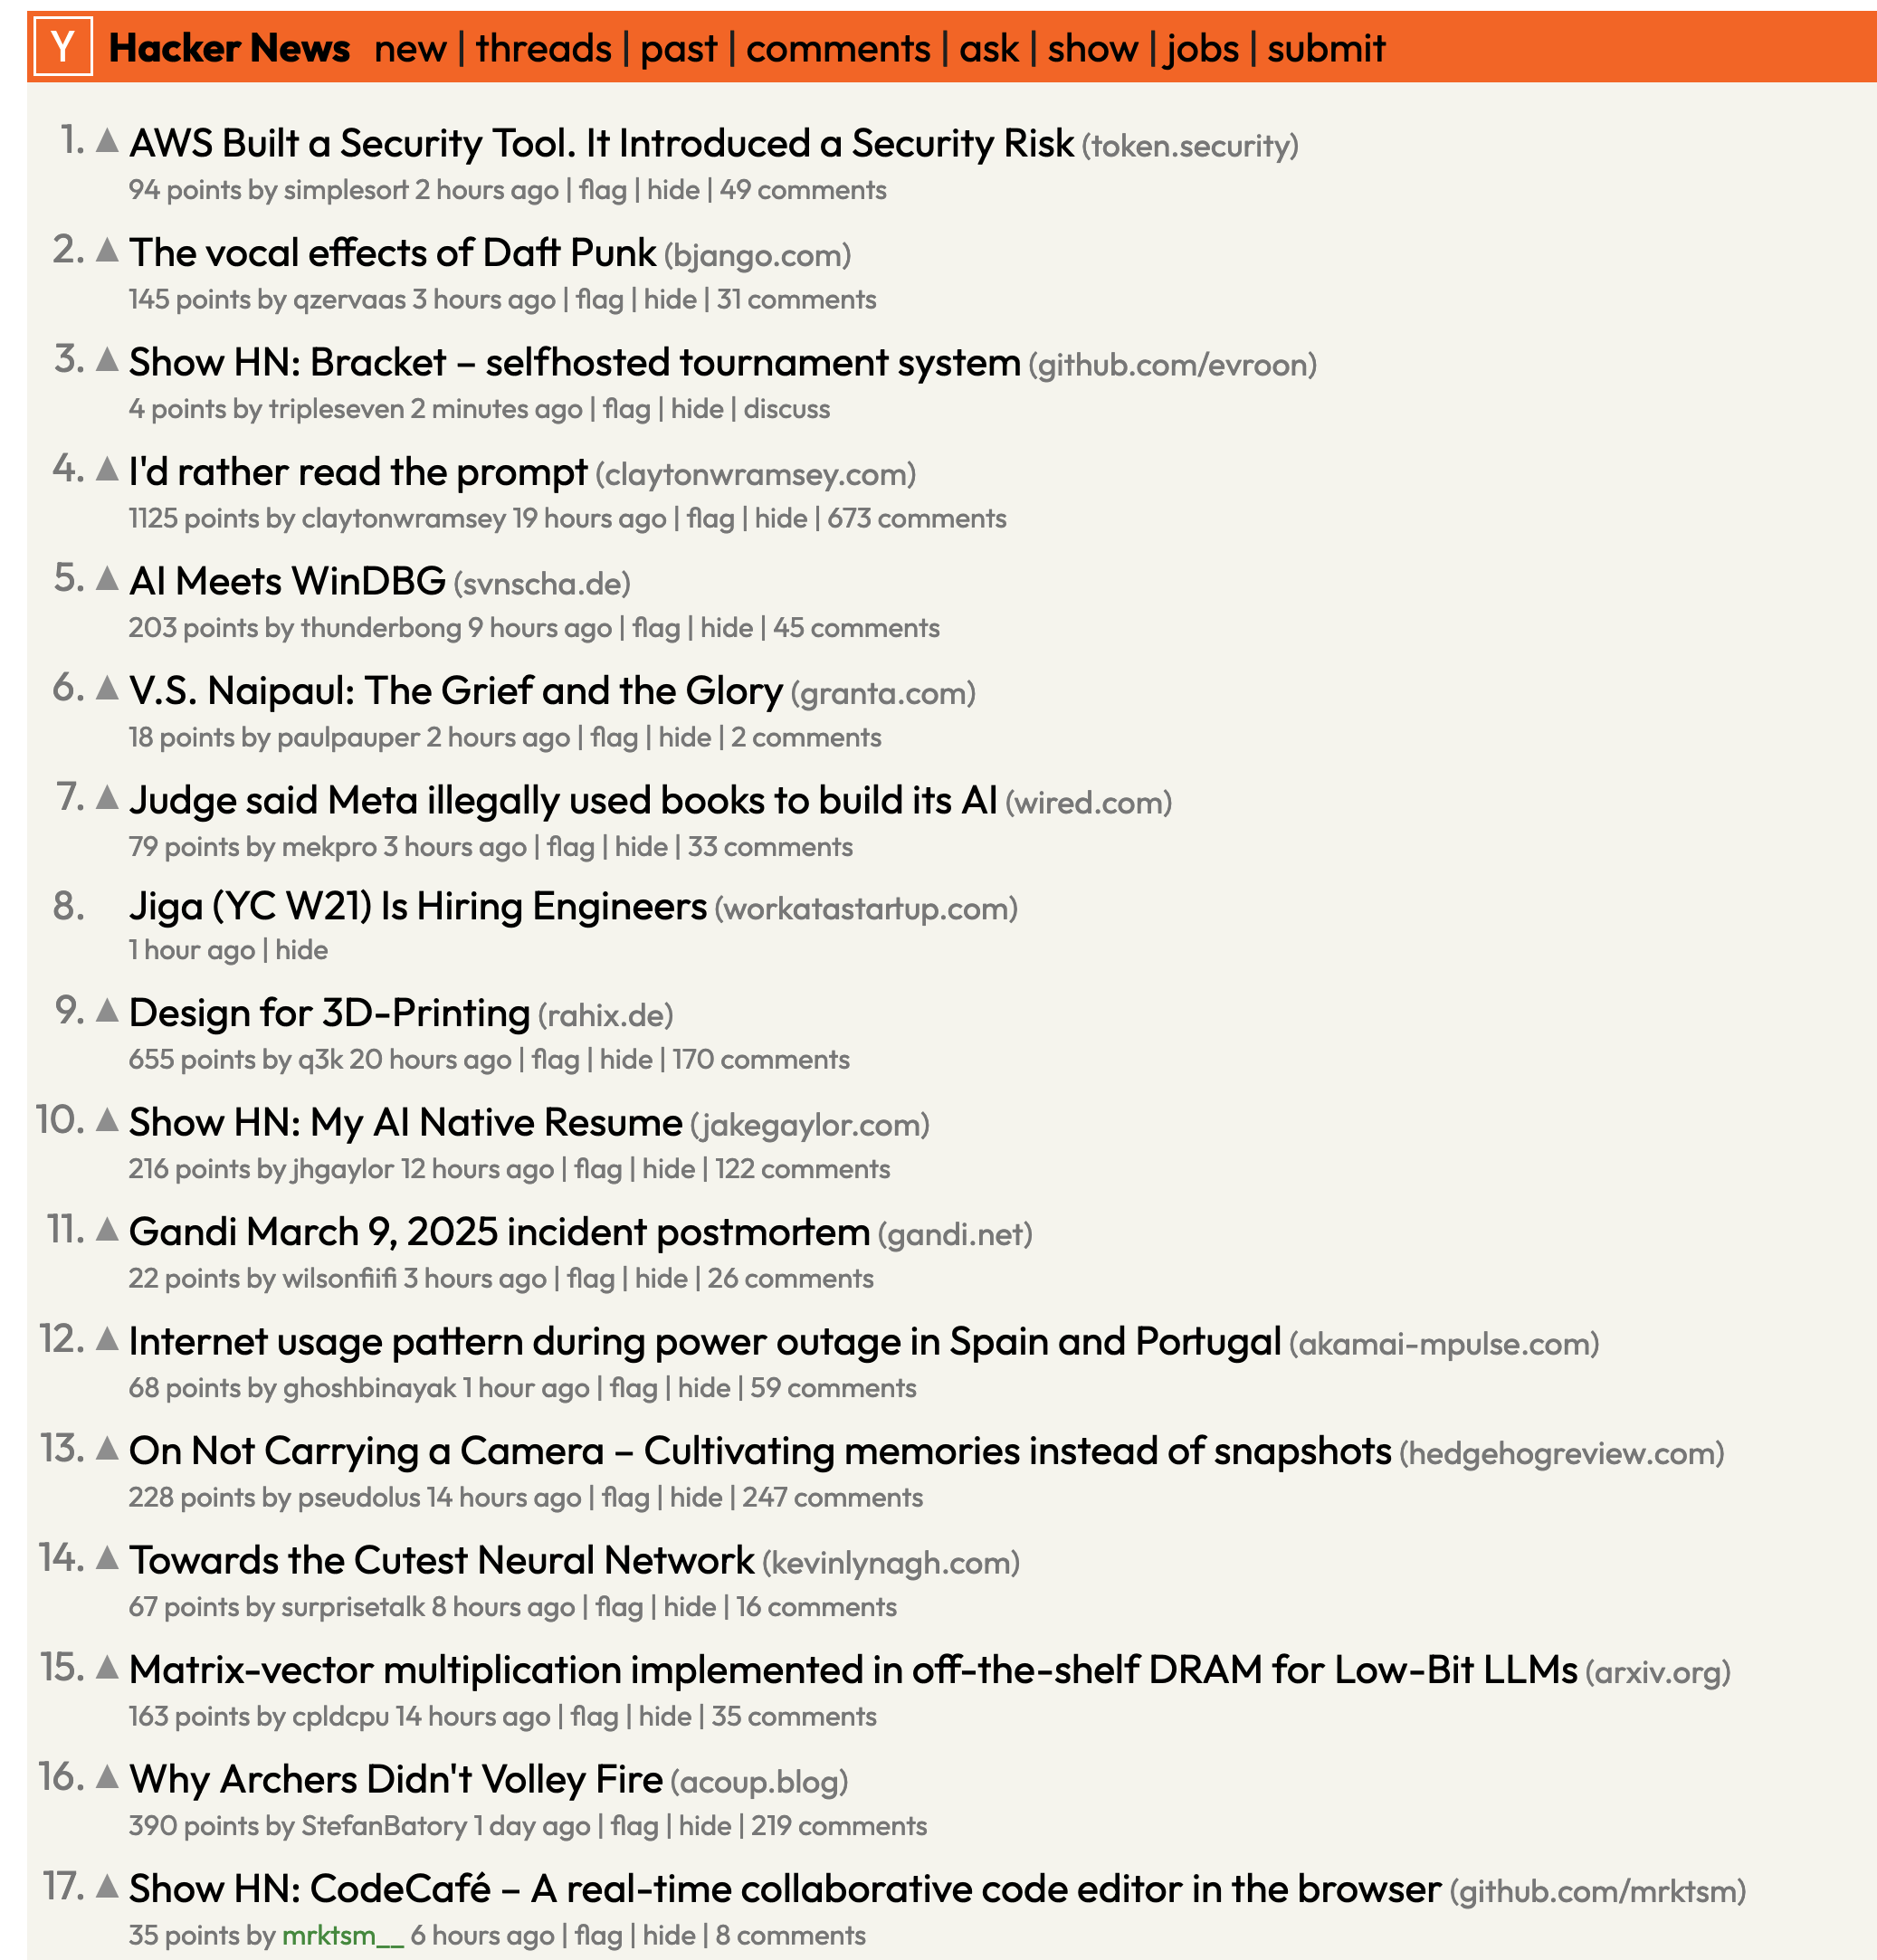 Y Hacker News new | threads | past | comments | ask | show | jobs | submit
1. ▲ AWS Built a Security Tool. It Introduced a Security Risk (token.security)
94 points by simplesort 2 hours ago | flag | hide | 49 comments
2. ▲ The vocal effects of Daft Punk (bjango.com)
145 points by qzervaas 3 hours ago | flag | hide | 31 comments
3. ▲ Show HN: Bracket – selfhosted tournament system (github.com/evroon)
4 points by tripleseven 2 minutes ago | flag | hide | discuss
4. ▲ I'd rather read the prompt (claytonwramsey.com)
1125 points by claytonwramsey 19 hours ago | flag | hide | 673 comments
5. ▲ AI Meets WinDBG (svnscha.de)
203 points by thunderbong 9 hours ago | flag | hide | 45 comments
6. ▲ V.S. Naipaul: The Grief and the Glory (granta.com)
18 points by paulpauper 2 hours ago | flag | hide | 2 comments
7. ▲ Judge said Meta illegally used books to build its AI (wired.com)
79 points by mekpro 3 hours ago | flag | hide | 33 comments
8. Jiga (YC W21) Is Hiring Engineers (workatastartup.com)
1 hour ago | hide
9. ▲ Design for 3D-Printing (rahix.de)
655 points by q3k 20 hours ago | flag | hide | 170 comments
10. ▲ Show HN: My AI Native Resume (jakegaylor.com)
216 points by jhgaylor 12 hours ago | flag | hide | 122 comments
11. ▲ Gandi March 9, 2025 incident postmortem (gandi.net)
22 points by wilsonfiifi 3 hours ago | flag | hide | 26 comments
12. ▲ Internet usage pattern during power outage in Spain and Portugal (akamai-mpulse.com)
68 points by ghoshbinayak 1 hour ago | flag | hide | 59 comments
13. ▲ On Not Carrying a Camera – Cultivating memories instead of snapshots (hedgehogreview.com)
228 points by pseudolus 14 hours ago | flag | hide | 247 comments
14. ▲ Towards the Cutest Neural Network (kevinlynagh.com)
67 points by surprisetalk 8 hours ago | flag | hide | 16 comments
15. ▲ Matrix-vector multiplication implemented in off-the-shelf DRAM for Low-Bit LLMs (arxiv.org)
163 points by cpldcpu 14 hours ago | flag | hide | 35 comments
16. ▲ Why Archers Didn't Volley Fire (acoup.blog)
390 points by StefanBatory 1 day ago | flag | hide | 219 comments
17. ▲ Show HN: CodeCafé – A real-time collaborative code editor in the browser (github.com/mrktsm)
35 points by mrktsm__ 6 hours ago | flag | hide | 8 comments